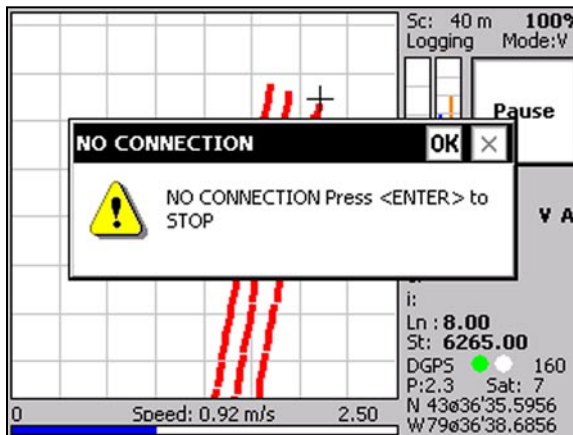 Sc: 40 m 100%
Logging Mode:V
Pause
NO CONNECTION OK ×
NO CONNECTION Press <ENTER> to
STOP
V A
i:
Ln : 8.00
St: 6265.00
DGPS 160
P:2.3 Sat: 7
N 43ø36'35.5956
W79ø36'38.6856
0 Speed: 0.92 m/s 2.50